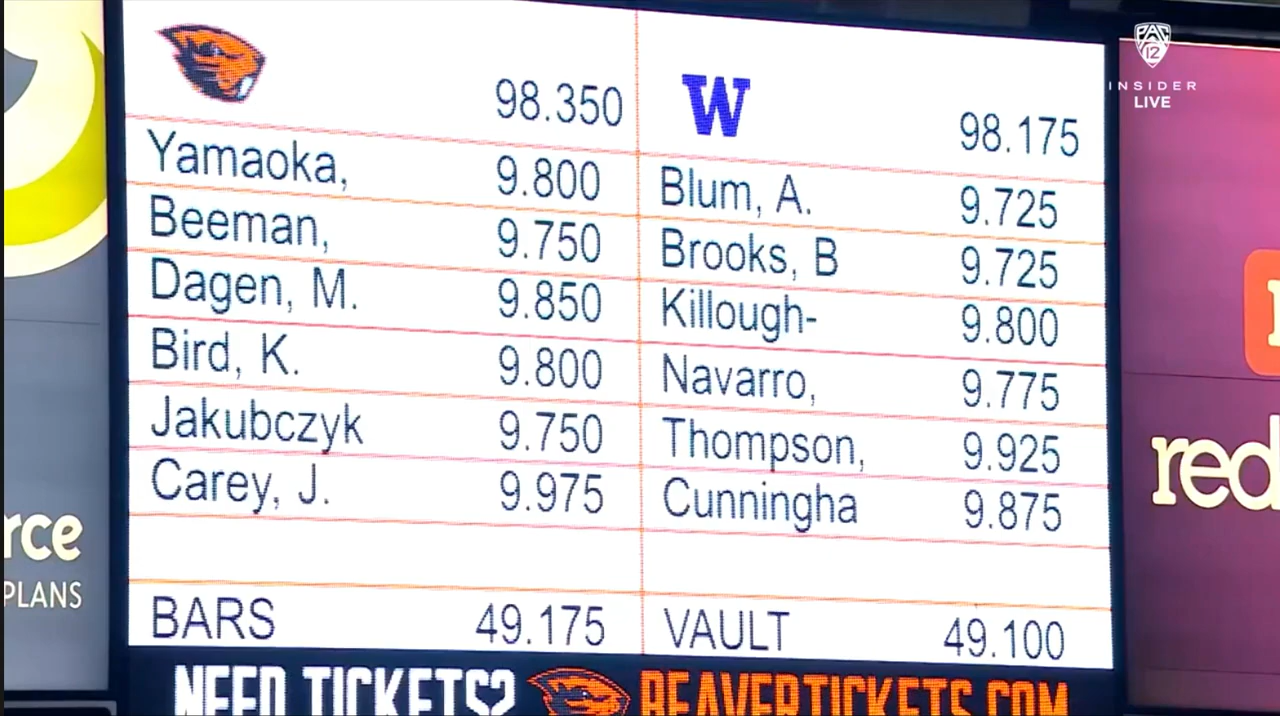 PAC
12
INSIDER
LIVE
98.350
W
98.175
Yamaoka, 9.800
Blum, A. 9.725
Beeman, 9.750
Brooks, B 9.725
Dagen, M. 9.850
Killough- 9.800
Bird, K. 9.800
Navarro, 9.775
Jakubczyk 9.750
Thompson, 9.925
Carey, J. 9.975
Cunningha 9.875
BARS 49.175
VAULT 49.100
NEED TICKETS? BEAVERTICKETS.COM
rce
PLANS
red